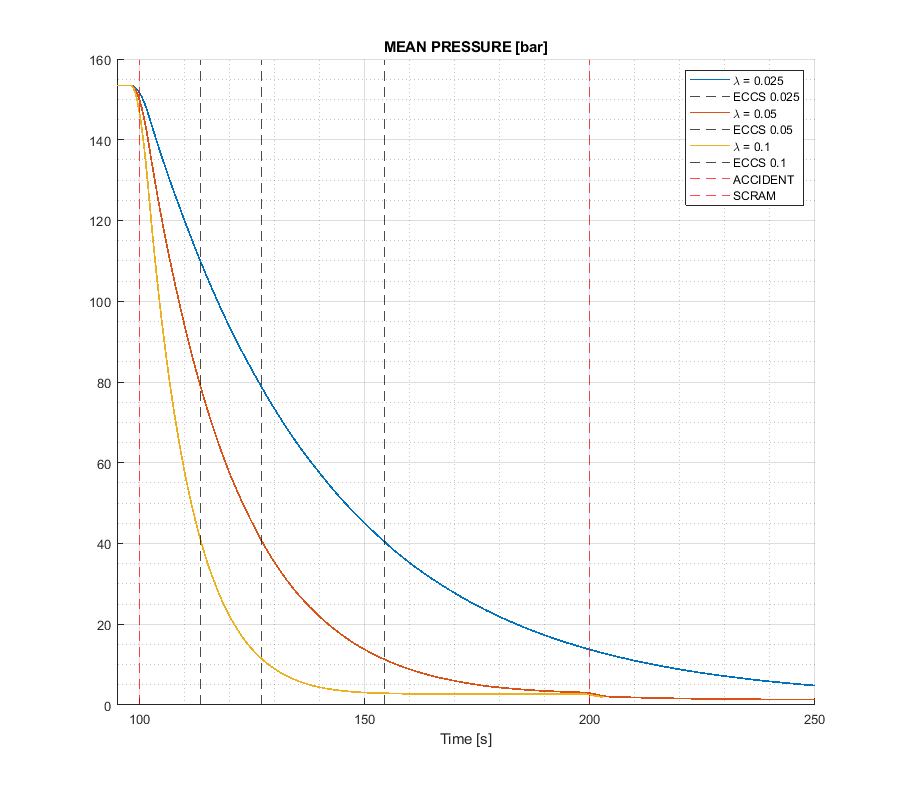 MEAN PRESSURE [bar]
160
140
120
100
80
60
40
20
0
λ = 0.025
ECCS 0.025
λ = 0.05
ECCS 0.05
λ = 0.1
ECCS 0.1
ACCIDENT
SCRAM
100 150 200 250
Time [s]